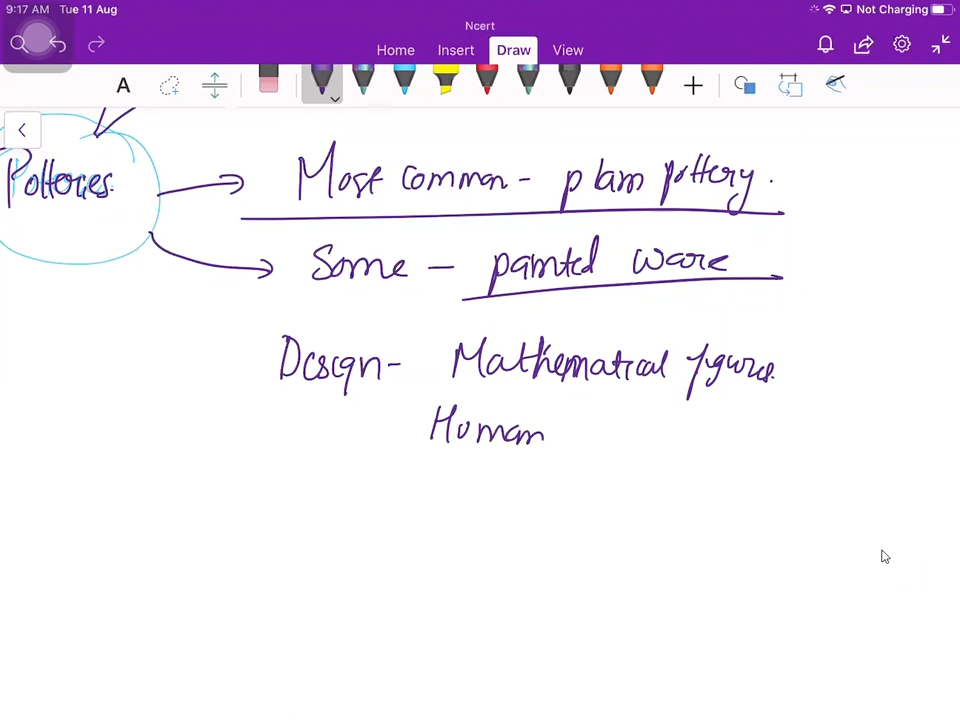 9:17 AM Tue 11 Aug
Not Charging
Ncert
Home Insert Draw View
A
Potteries.
Most common - plain pottery.
Some - painted ware
Design - Mathematical figures.
Human